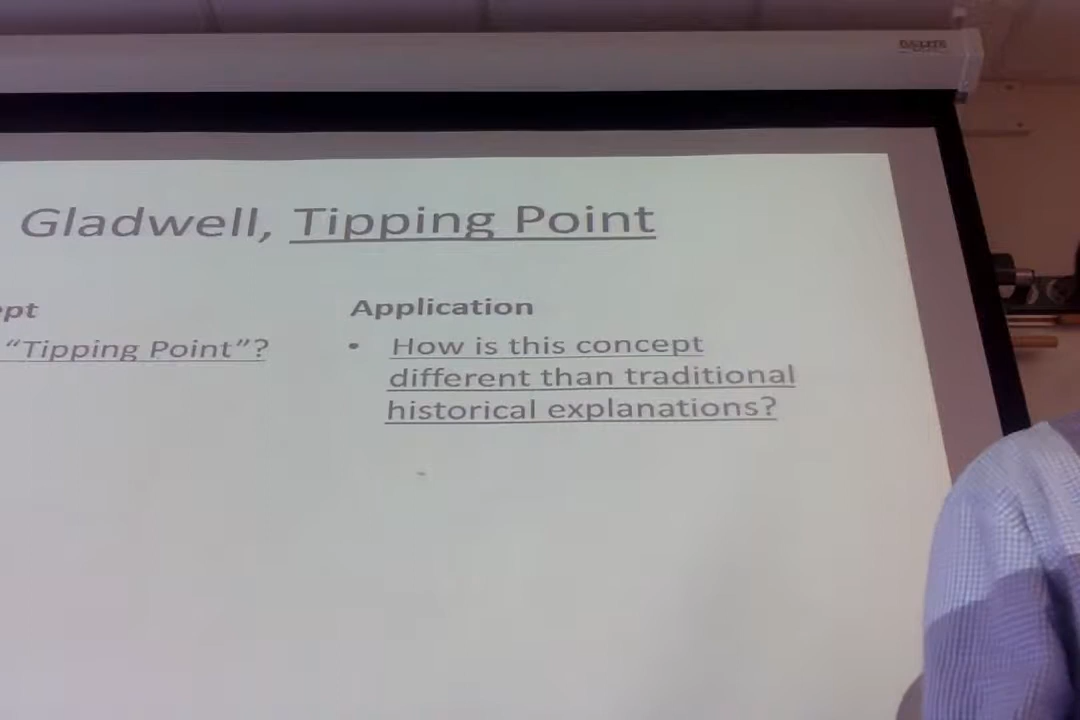 Gladwell, Tipping Point
ept
"Tipping Point"?
Application
• How is this concept
different than traditional
historical explanations?